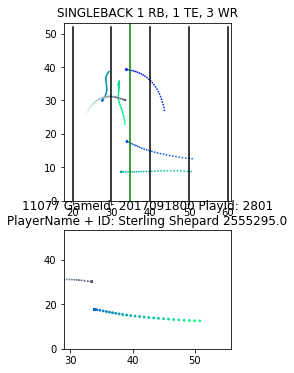 SINGLEBACK 1 RB, 1 TE, 3 WR
50
40
30
20
10
0
20 30 40 50 60
11077 GameId: 2017091800 PlayId: 2801
PlayerName + ID: Sterling Shepard 2555295.0
40
20
0
30 40 50